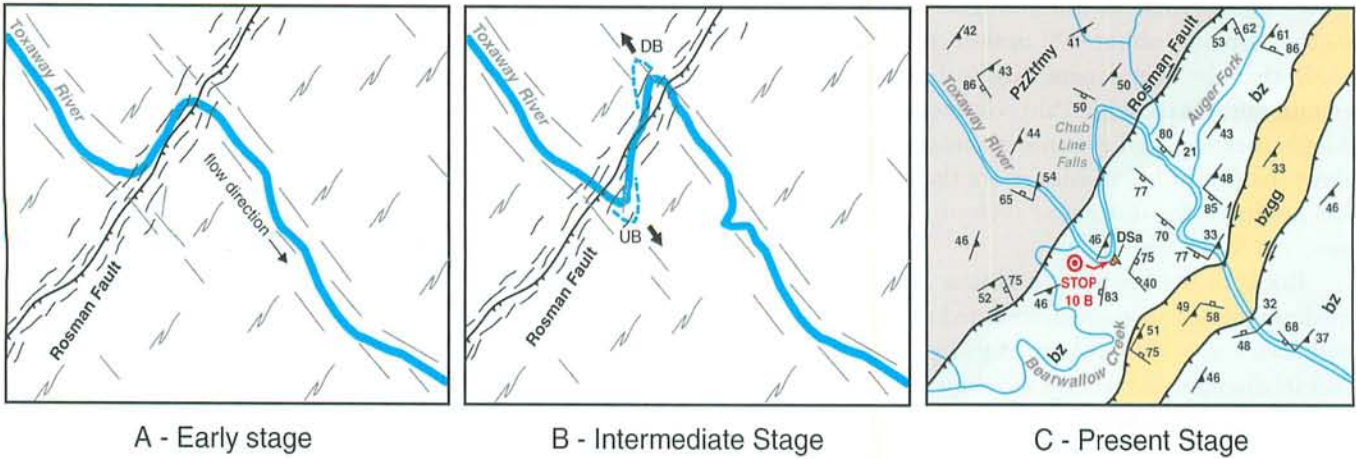 Toxaway River
flow direction
Rosman Fault
A - Early stage
Toxaway River
DB
UB
Rosman Fault
B - Intermediate Stage
42
41
PzZtfmy
43
86
50
50
44
Toxaway River
54
65
46
52
75
46
Rosman Fault
53
62
61
86
Auger Fork
bz
Chub
Line
Falls
80
21
43
77
48
85
33
46
bzgg
46
DSa
70
77
33
STOP
10 B
75
40
83
49
58
32
48
68
37
bz
51
75
46
bz
Bearwallow Creek
C - Present Stage